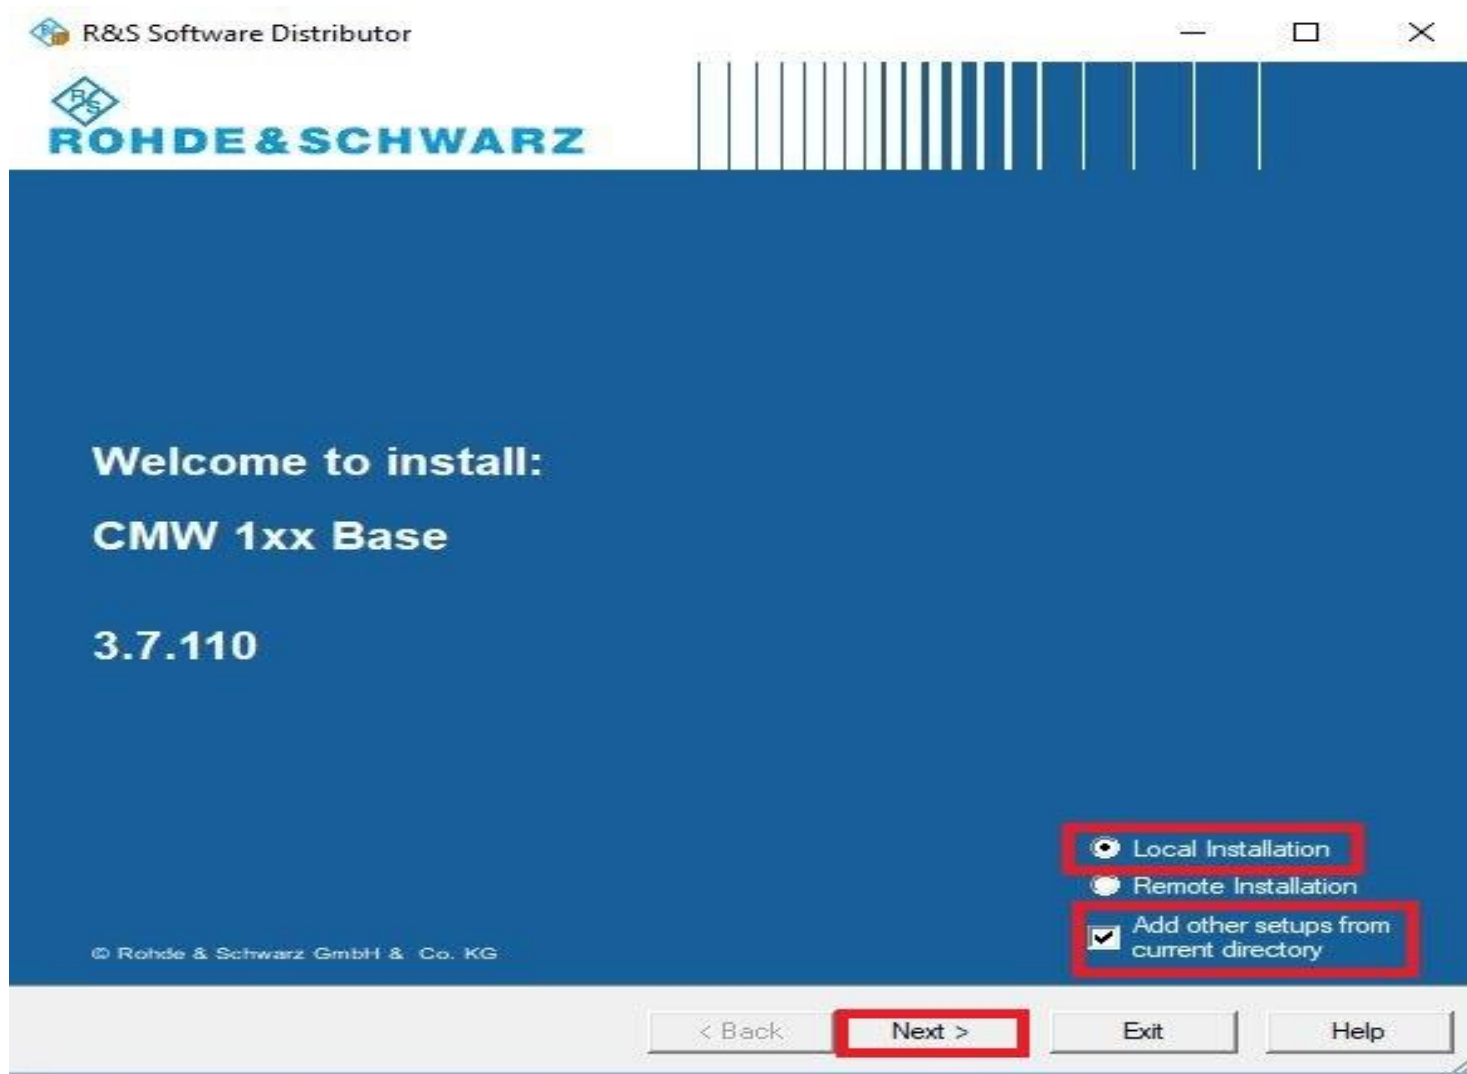 R&S Software Distributor
R S
ROHDE&SCHWARZ
Welcome to install:
CMW 1xx Base
3.7.110
Local Installation
Remote Installation
Add other setups from
current directory
© Rohde & Schwarz GmbH & Co. KG
< Back
Next >
Exit
Help